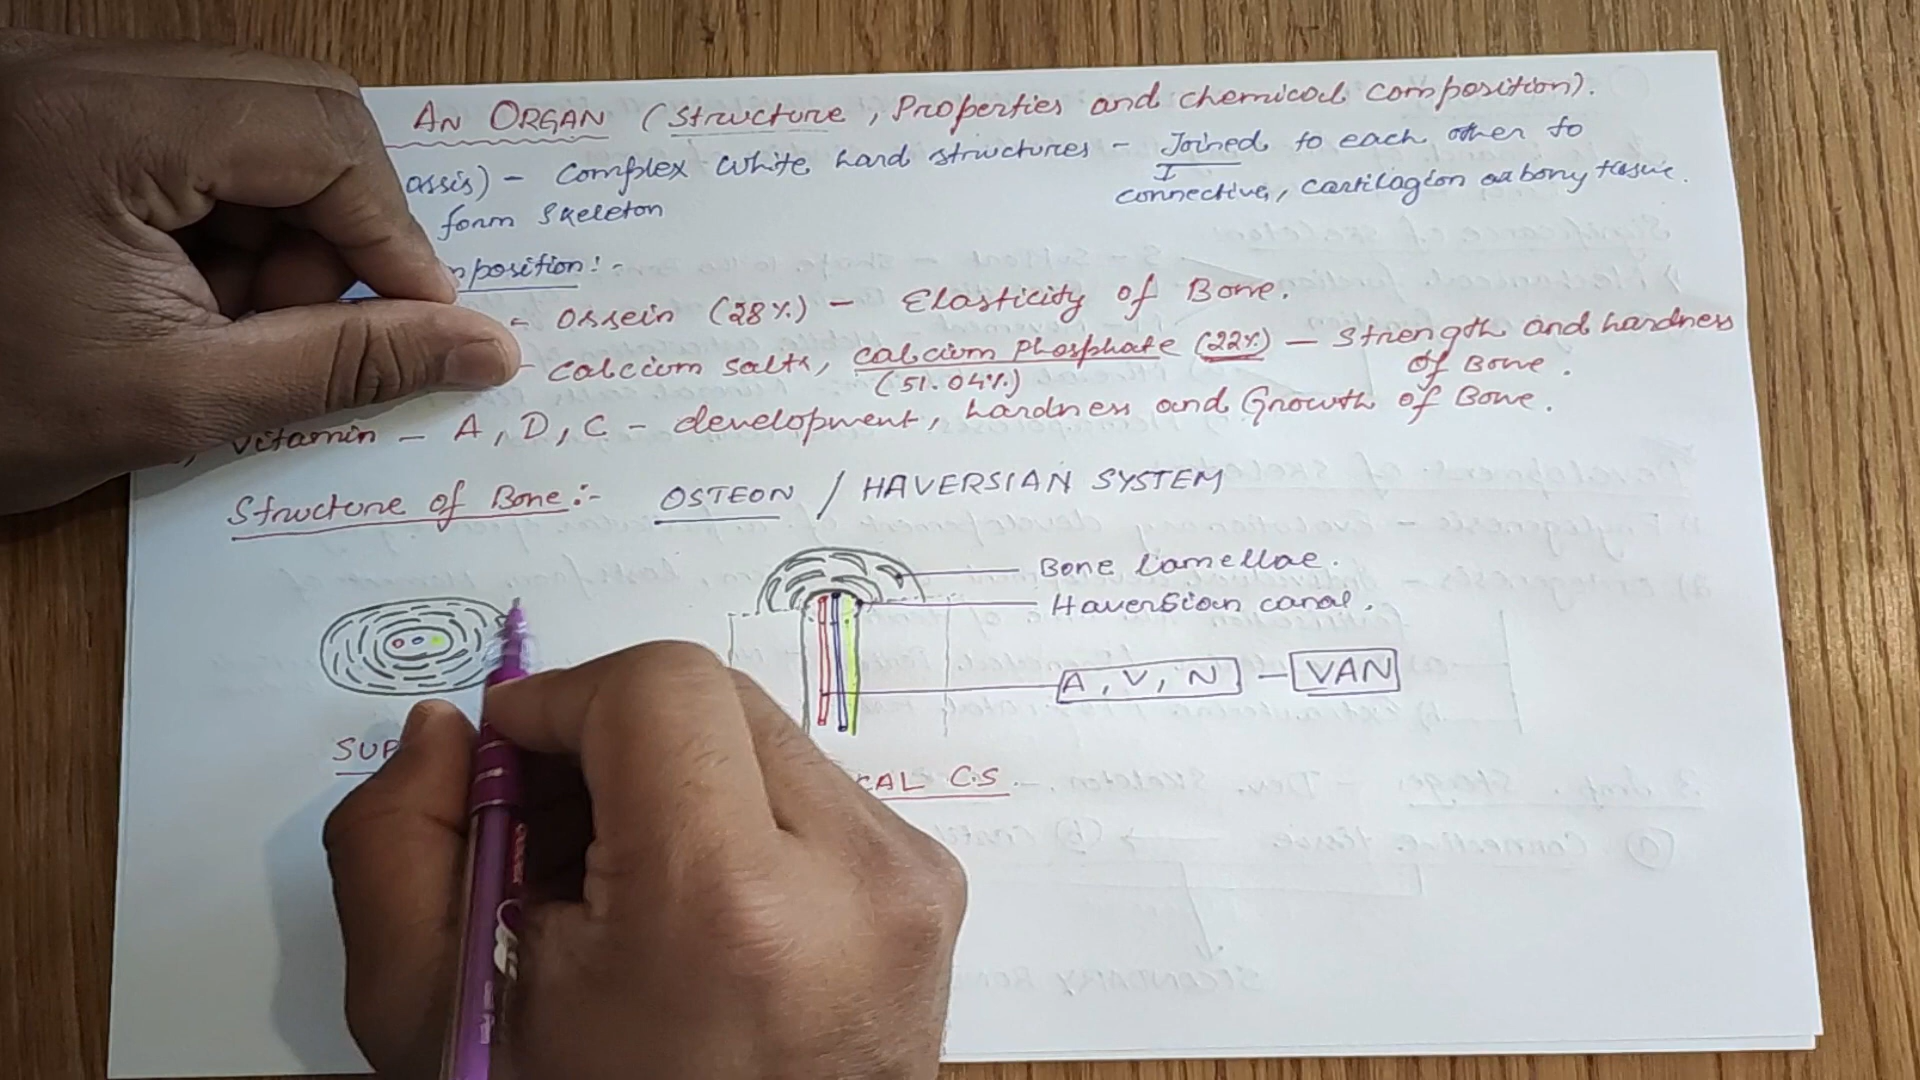 AN ORGAN (Structure, Properties and chemical composition).
ossis) - Complex White hard structures - Joined to each other to
form Skeleton
connective, cartilagion or bony tissue.
mposition:-
- Ossein (28%) - Elasticity of Bone.
- Calcium salts, calcium Phosphate (22%) - Strength and hardness
(51.04%)
of Bone.
Vitamin - A, D, C - development, hardness and Growth of Bone.
Structure of Bone:- OSTEON / HAVERSIAN SYSTEM
Bone Lamellae.
Haversian canal.
A, V, N - VAN
SUP
CAL C.S.